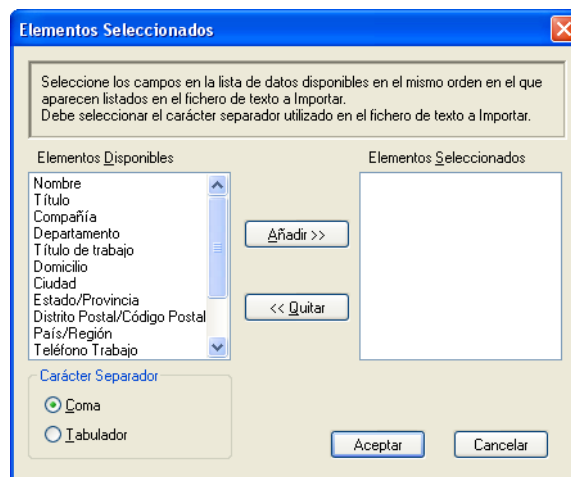 Elementos Seleccionados
Seleccione los campos en la lista de datos disponibles en el mismo orden en el que
aparecen listados en el fichero de texto a Importar.
Debe seleccionar el carácter separador utilizado en el fichero de texto a Importar.
Elementos Disponibles
Elementos Seleccionados
Nombre
Título
Compañía
Departamento
Título de trabajo
Domicilio
Ciudad
Estado/Provincia
Distrito Postal/Código Postal
País/Región
Teléfono Trabajo
Añadir >>
<< Quitar
Carácter Separador
Coma
Tabulador
Aceptar
Cancelar